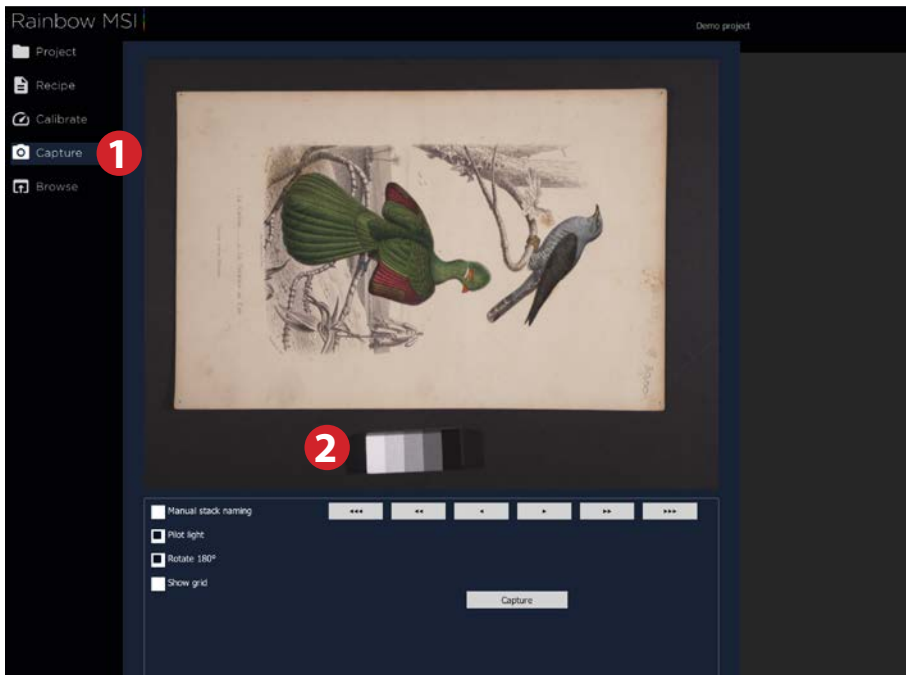 Rainbow MSI
Demo project
Project
Recipe
Calibrate
Capture
1
Browse
2
Manual stack naming
Pilot light
Rotate 180°
Show grid
Capture